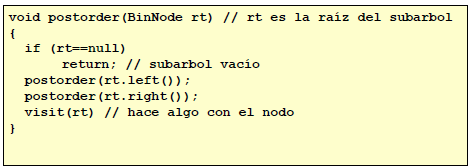 void postorder(BinNode rt) // rt es la raíz del subarbol
{
if (rt==null)
return; // subarbol vacío
postorder(rt.left());
postorder(rt.right());
visit(rt) // hace algo con el nodo
}